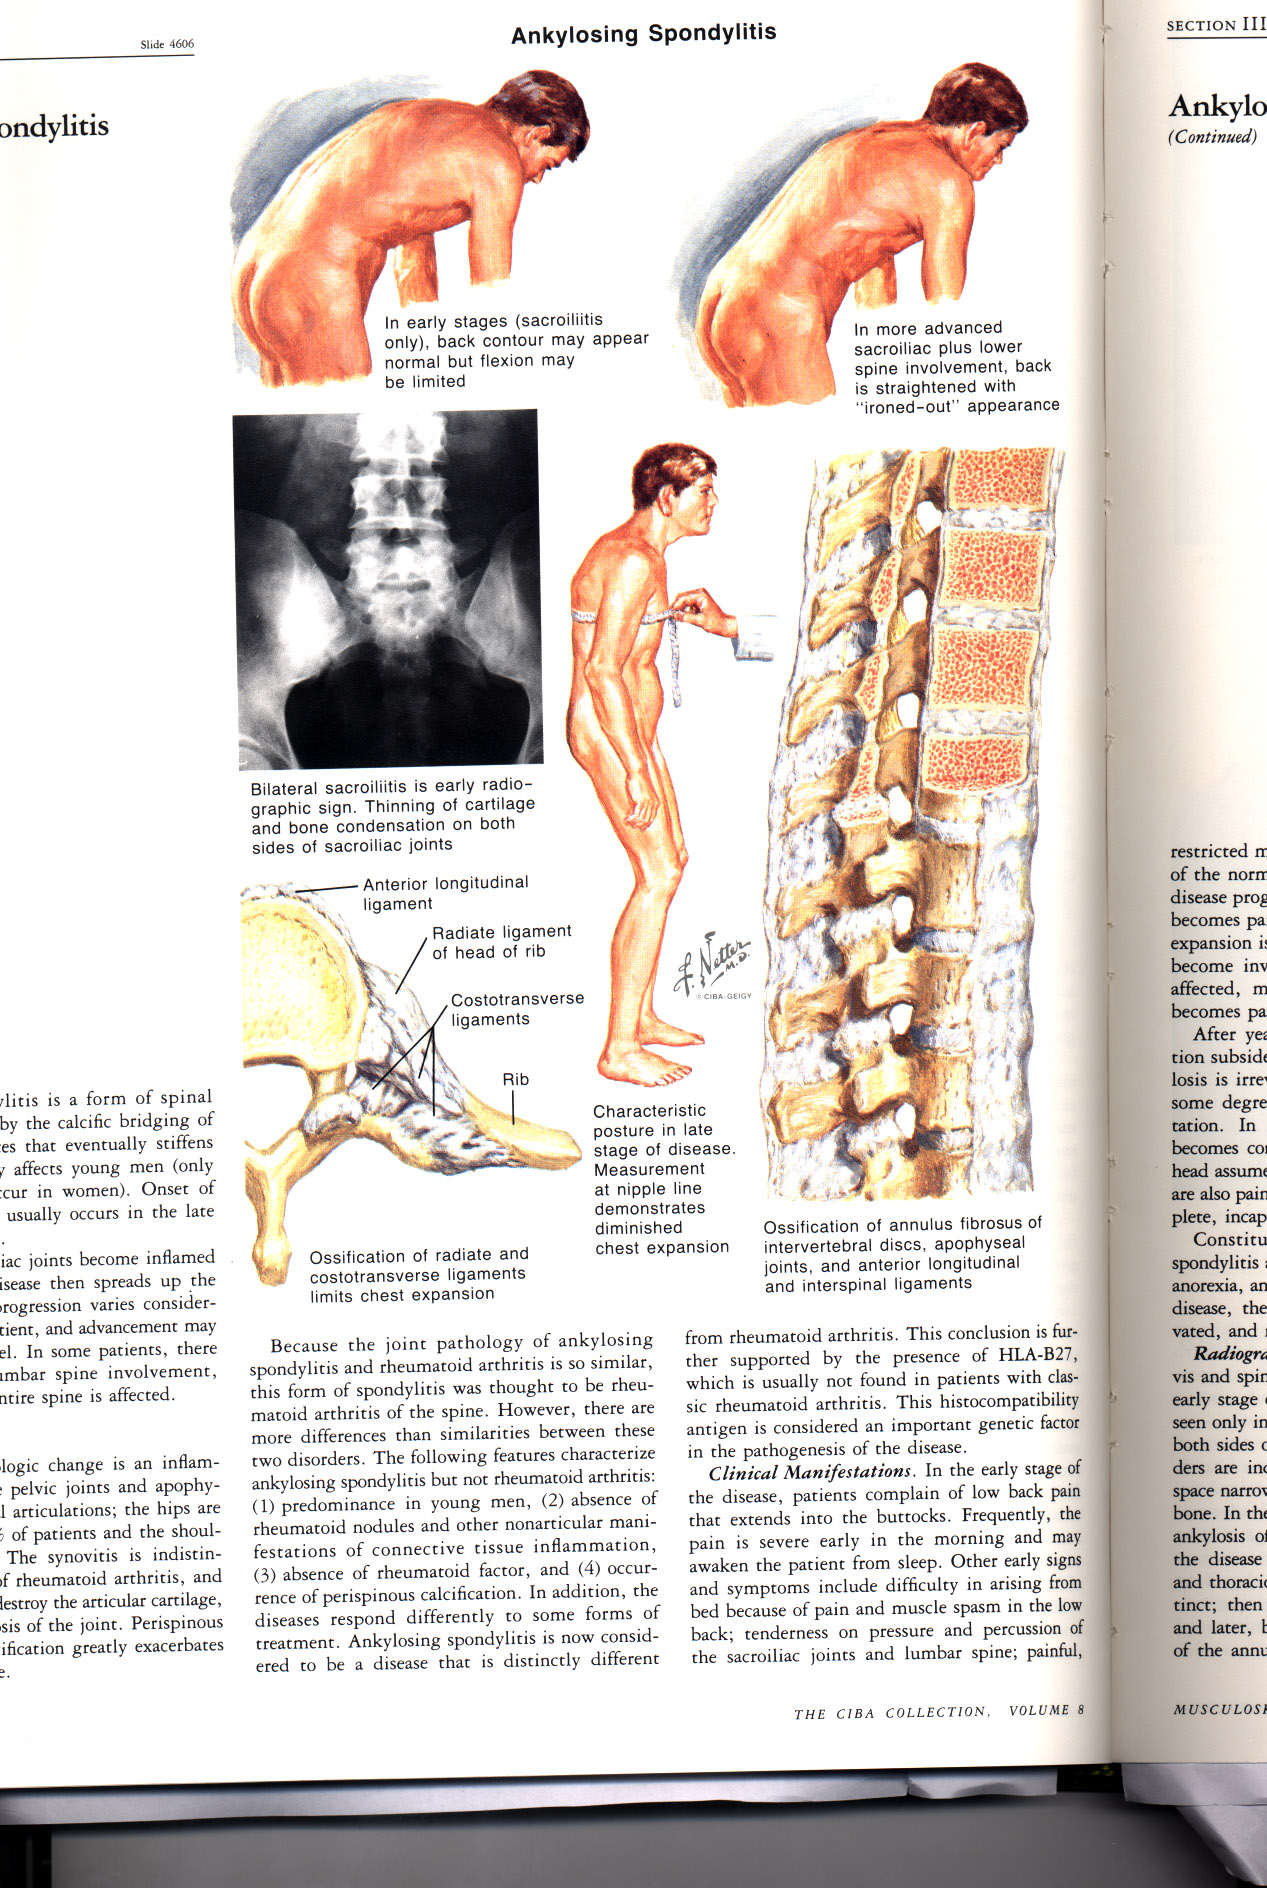 Slide 4606
ondylitis
Ankylosing Spondylitis
In early stages (sacroiliitis
only), back contour may appear
normal but flexion may
be limited
In more advanced
sacroiliac plus lower
spine involvement, back
is straightened with
“ironed-out” appearance
Bilateral sacroiliitis is early radio-
graphic sign. Thinning of cartilage
and bone condensation on both
sides of sacroiliac joints
Anterior longitudinal
ligament
Radiate ligament
of head of rib
Costotransverse
ligaments
Rib
Ossification of radiate and
costotransverse ligaments
limits chest expansion
F. Netter
M.D.
©CIBA-GEIGY
Characteristic
posture in late
stage of disease.
Measurement
at nipple line
demonstrates
diminished
chest expansion
Ossification of annulus fibrosus of
intervertebral discs, apophyseal
joints, and anterior longitudinal
and interspinal ligaments
ylitis is a form of spinal
by the calcific bridging of
es that eventually stiffens
y affects young men (only
ccur in women). Onset of
usually occurs in the late
.
iac joints become inflamed
isease then spreads up the
progression varies consider-
tient, and advancement may
el. In some patients, there
umbar spine involvement,
ntire spine is affected.
ologic change is an inflam-
e pelvic joints and apophy-
l articulations; the hips are
% of patients and the shoul-
The synovitis is indistin-
of rheumatoid arthritis, and
destroy the articular cartilage,
sis of the joint. Perispinous
ification greatly exacerbates
e.
Because the joint pathology of ankylosing
spondylitis and rheumatoid arthritis is so similar,
this form of spondylitis was thought to be rheu-
matoid arthritis of the spine. However, there are
more differences than similarities between these
two disorders. The following features characterize
ankylosing spondylitis but not rheumatoid arthritis:
(1) predominance in young men, (2) absence of
rheumatoid nodules and other nonarticular mani-
festations of connective tissue inflammation,
(3) absence of rheumatoid factor, and (4) occur-
rence of perispinous calcification. In addition, the
diseases respond differently to some forms of
treatment. Ankylosing spondylitis is now consid-
ered to be a disease that is distinctly different
from rheumatoid arthritis. This conclusion is fur-
ther supported by the presence of HLA-B27,
which is usually not found in patients with clas-
sic rheumatoid arthritis. This histocompatibility
antigen is considered an important genetic factor
in the pathogenesis of the disease.
Clinical Manifestations. In the early stage of
the disease, patients complain of low back pain
that extends into the buttocks. Frequently, the
pain is severe early in the morning and may
awaken the patient from sleep. Other early signs
and symptoms include difficulty in arising from
bed because of pain and muscle spasm in the low
back; tenderness on pressure and percussion of
the sacroiliac joints and lumbar spine; painful,
THE CIBA COLLECTION, VOLUME 8
SECTION III
Ankylo
(Continued)
restricted m
of the norm
disease prog
becomes pa
expansion is
become inv
affected, m
becomes pa
After yea
tion subside
losis is irrev
some degre
tation. In
becomes co
head assume
are also pain
plete, incap
Constitu
spondylitis a
anorexia, an
disease, the
vated, and
Radiogra
vis and spin
early stage
seen only in
both sides o
ders are inc
space narrow
bone. In the
ankylosis of
the disease
and thoracic
tinct; then
and later, b
of the annu
MUSCULOSK